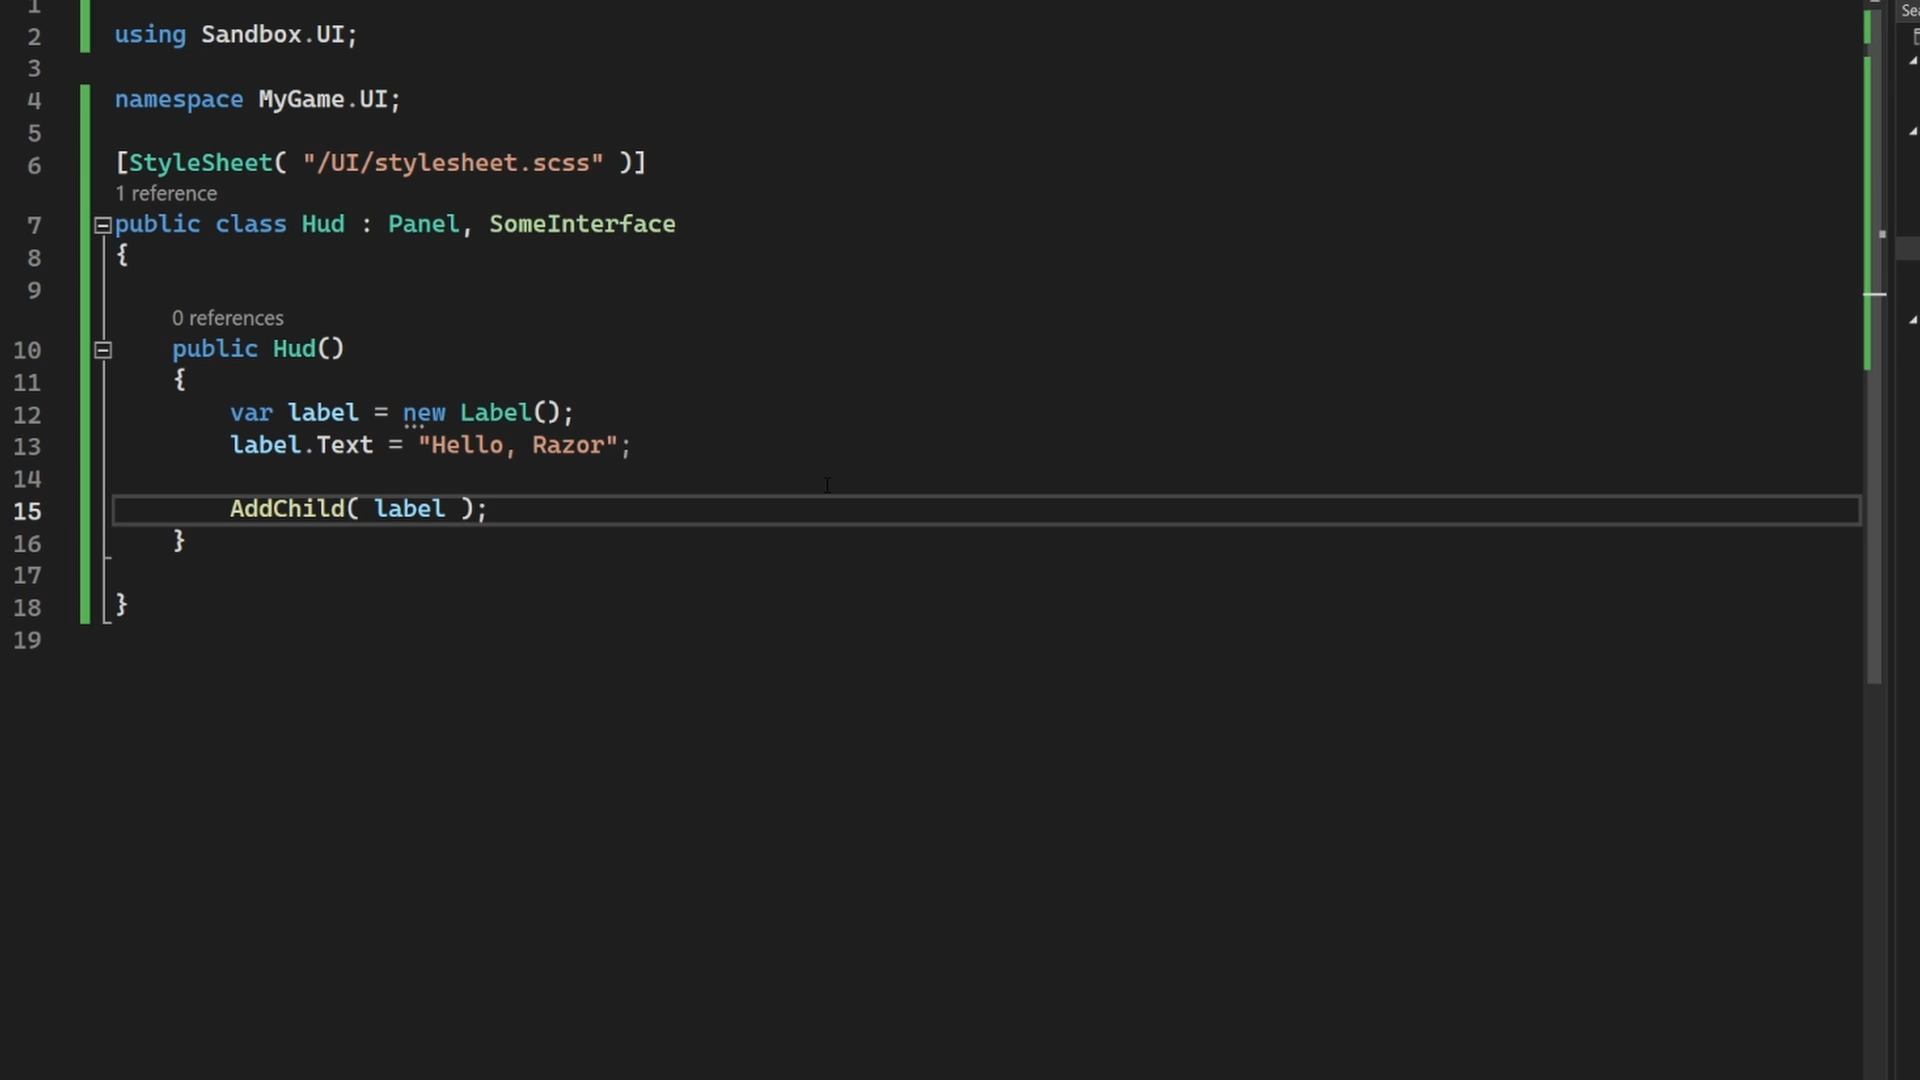 1
2 using Sandbox.UI;
3
4 namespace MyGame.UI;
5
6 [StyleSheet( "/UI/stylesheet.scss" )]
1 reference
7 public class Hud : Panel, SomeInterface
8 {
9
0 references
10 public Hud()
11 {
12 var label = new Label();
13 label.Text = "Hello, Razor";
14
15 AddChild( label );
16 }
17
18 }
19